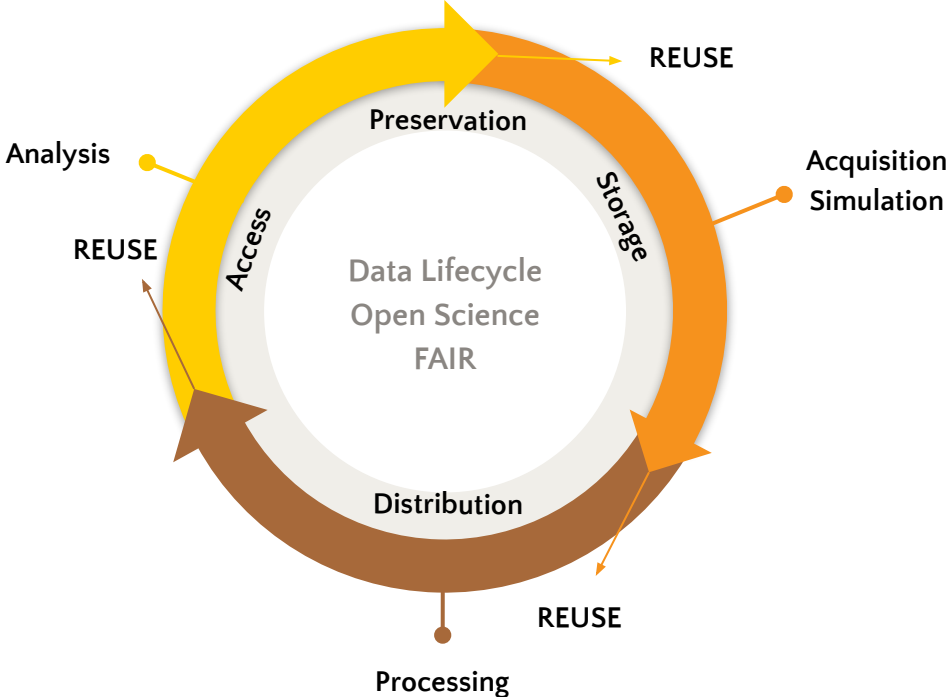 REUSE
Preservation
Analysis
Acquisition
Simulation
Storage
Access
REUSE
Data Lifecycle
Open Science
FAIR
Distribution
REUSE
Processing